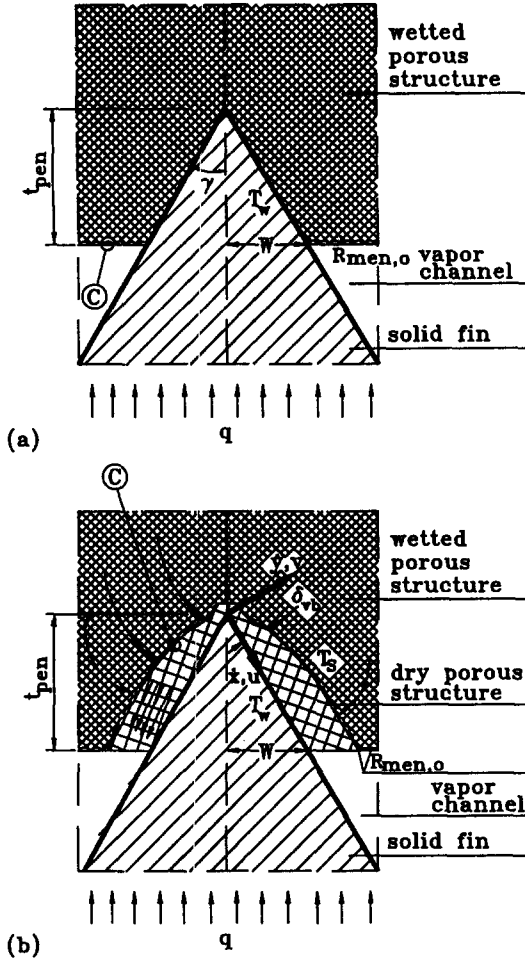 wetted
porous
structure
t_pen
γ
T_w
W
R_men,o vapor
channel
C
solid fin
q
(a)
C
wetted
porous
structure
y,v
δ_v
t_pen
T_s
x,u
T_w
dry porous
structure
W
R_men,o
vapor
channel
solid fin
q
(b)